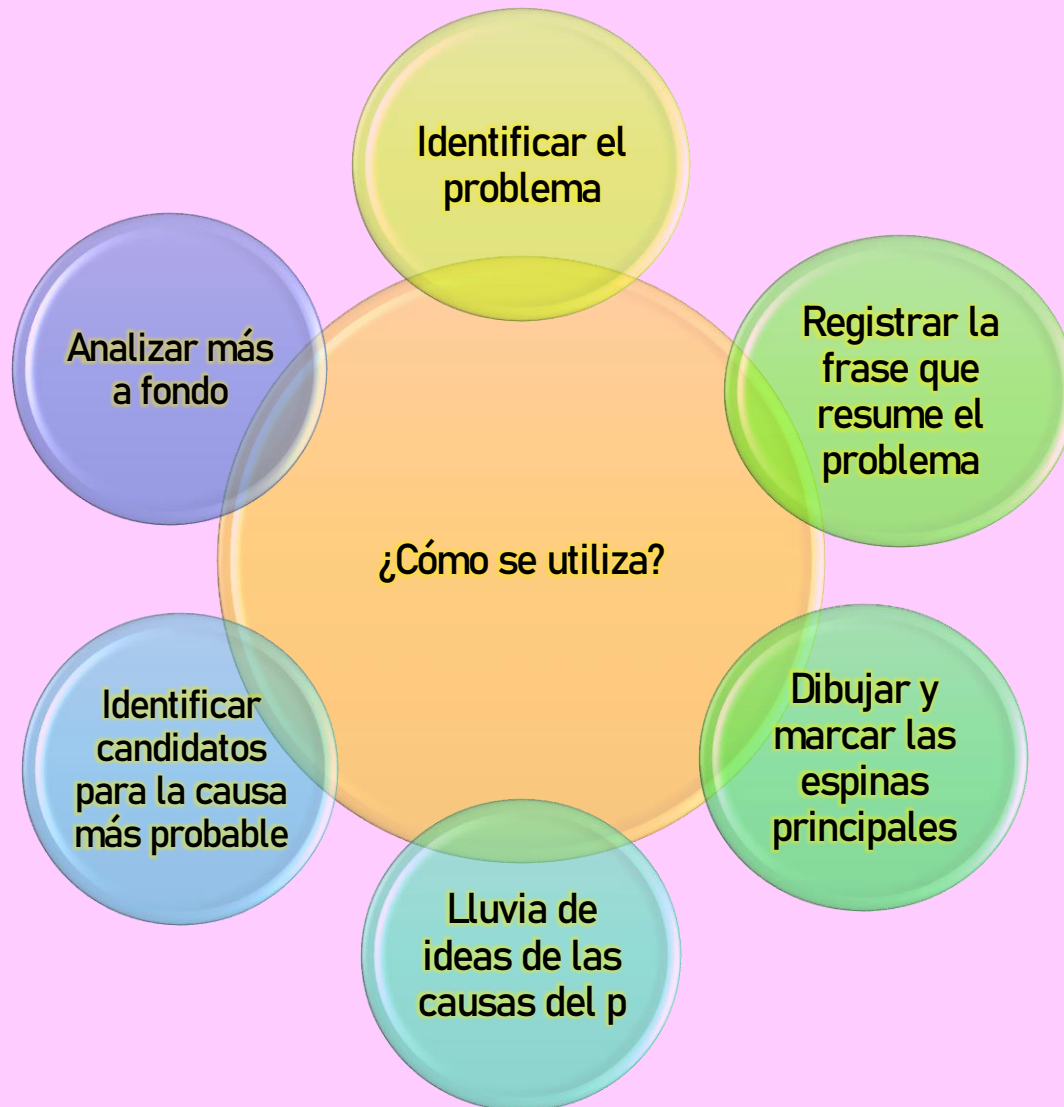 Identificar el
problema
Registrar la
frase que
resume el
problema
Dibujar y
marcar las
espinas
principales
Lluvia de
ideas de las
causas del p
Identificar
candidatos
para la causa
más probable
Analizar más
a fondo
¿Cómo se utiliza?